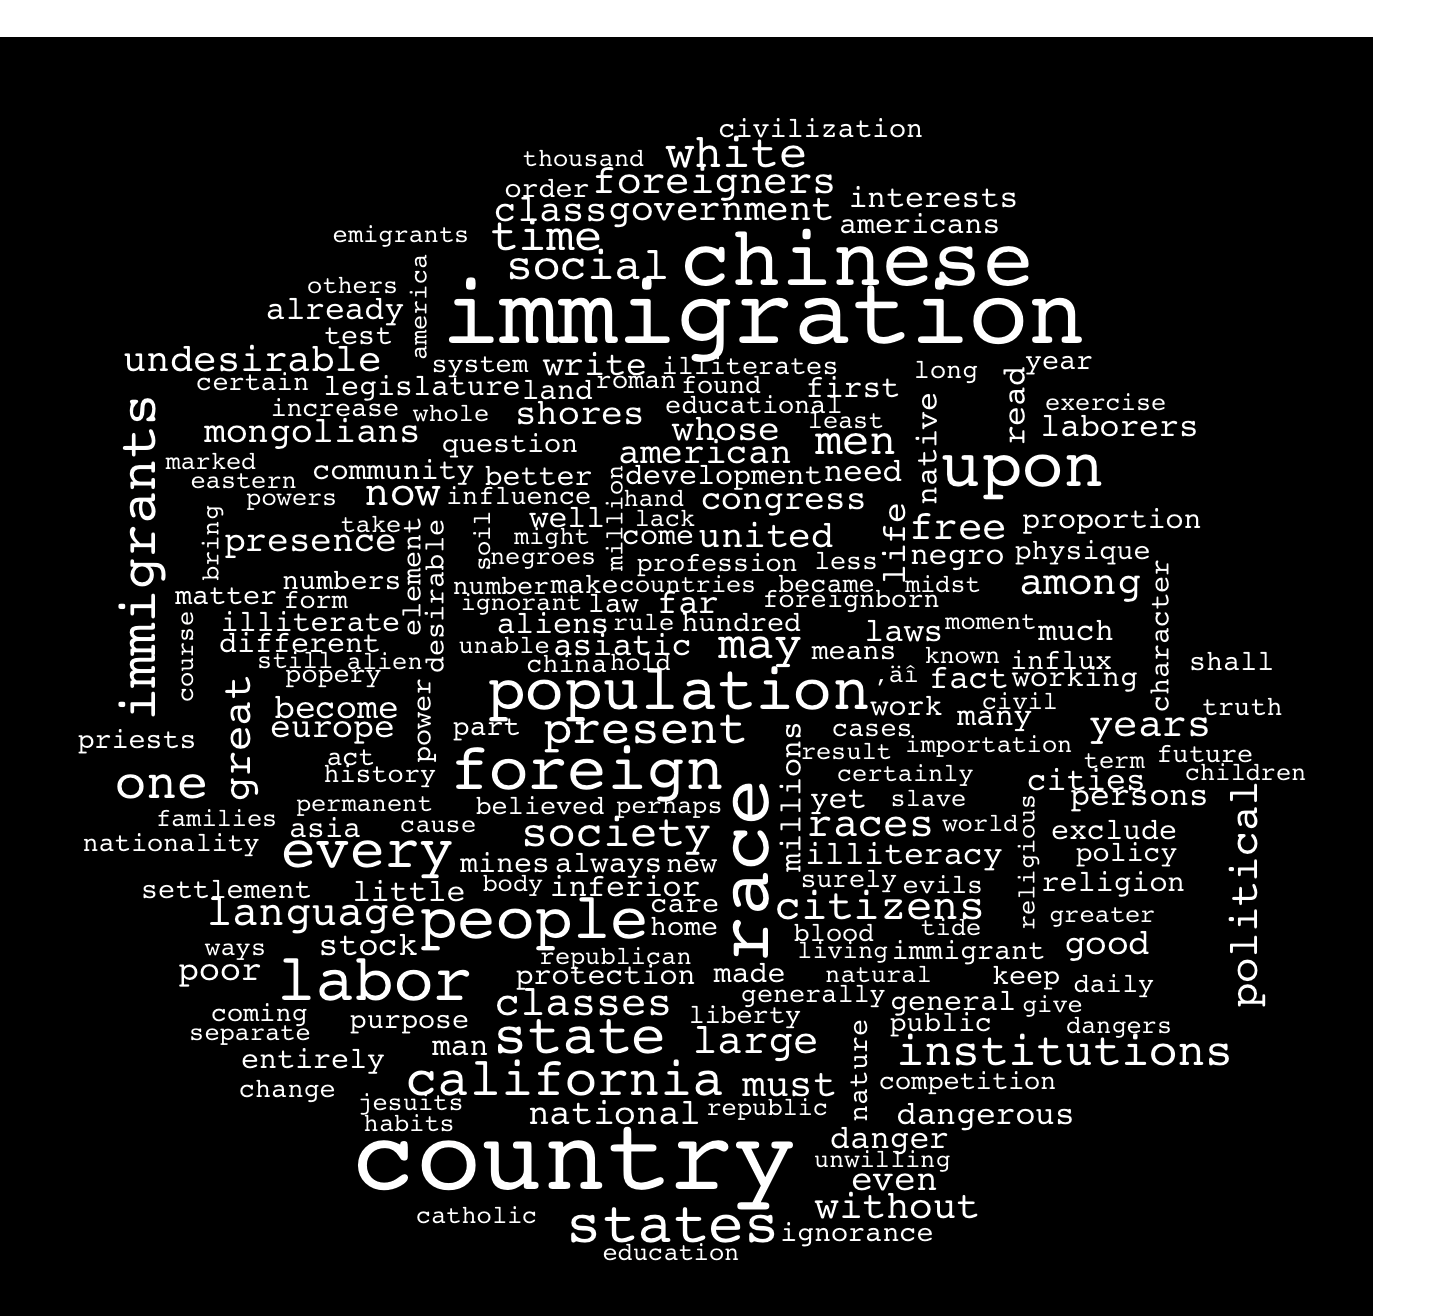 civilization
thousand white
order foreigners interests
class government americans
emigrants time chinese
social
others america immigration
already
test
undesirable system write illiterates long year
certain legislature land roman found first read
increase whole shores educational least native exercise
mongolians question whose men laborers
immigrants american upon
marked community better development need
eastern powers now influence million hand congress
take well lack life free proportion
bring presence element desirable soil might come united
negroes profession less negro physique
numbers number make countries became midst among
matter form ignorant law far foreignborn character
illiterate aliens rule hundred laws moment much
different unable asiatic may means known influx shall
course still alien china hold
popery population ,äî fact working
great become power work many civil truth
europe part present cases years
priests act millions result importation term future
one history foreign certainly cities children
permanent believed perhaps race yet slave persons
families asia cause society races world religious exclude political
nationality every mines always new illiteracy policy
settlement little body inferior surely evils religion
language people care citizens greater
home blood tide
ways stock republican living immigrant good
poor labor protection made natural keep daily
classes generally general give
coming purpose liberty public dangers
separate state large nature
entirely man institutions
change california must competition
jesuits national republic dangerous
habits
country danger
unwilling
even
catholic states without
ignorance
education